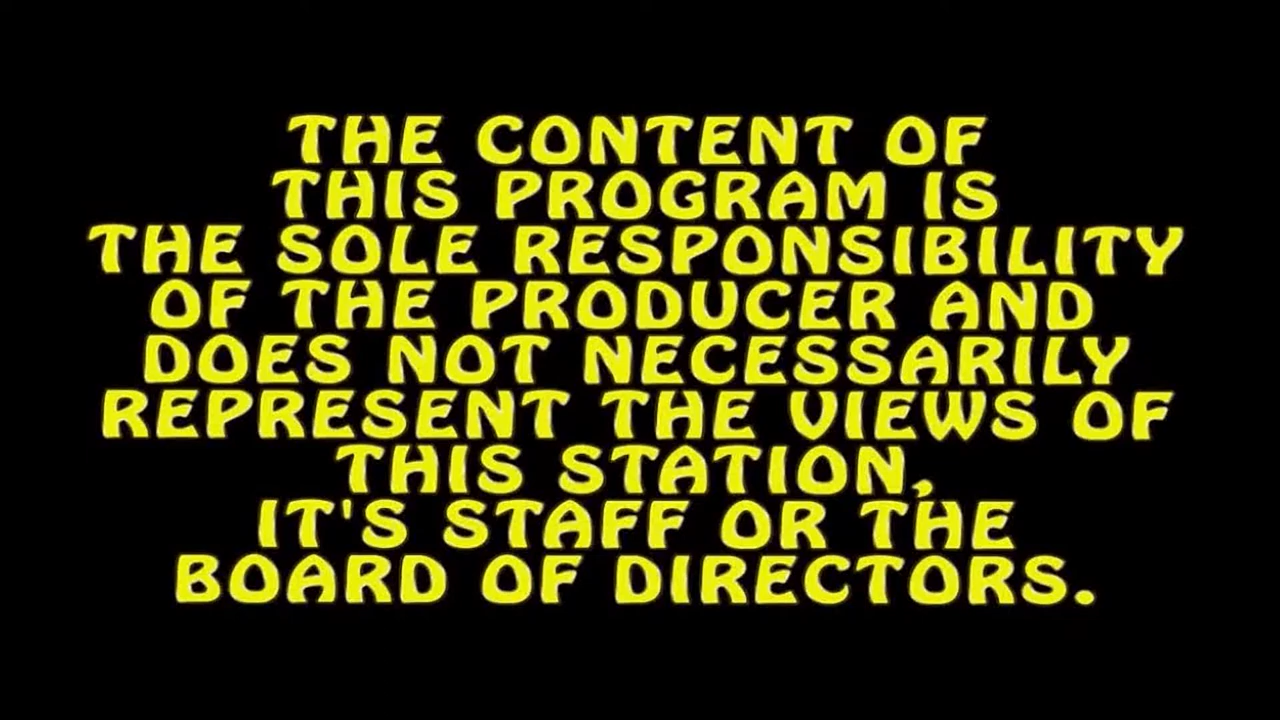 THE CONTENT OF
THIS PROGRAM IS
THE SOLE RESPONSIBILITY
OF THE PRODUCER AND
DOES NOT NECESSARILY
REPRESENT THE VIEWS OF
THIS STATION,
IT'S STAFF OR THE
BOARD OF DIRECTORS.